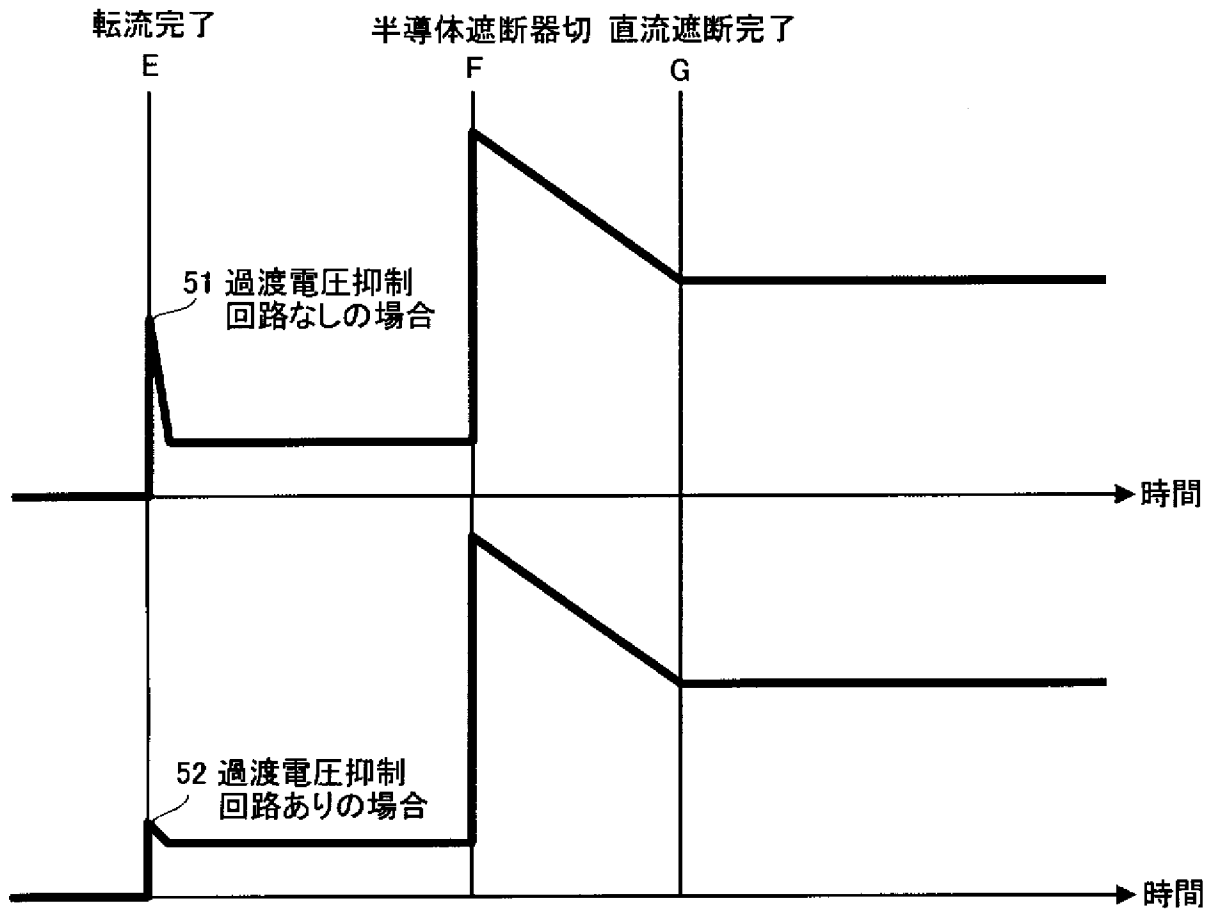 転流完了
E
半導体遮断器切
F
直流遮断完了
G
51 過渡電圧抑制
回路なしの場合
時間
52 過渡電圧抑制
回路ありの場合
時間